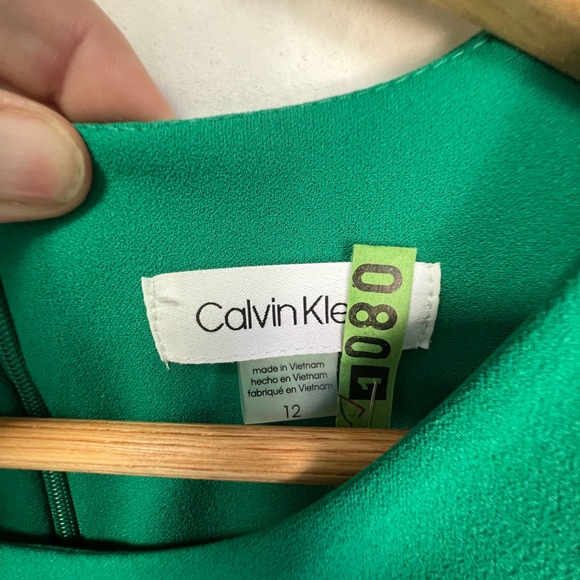 Calvin Kle
made in Vietnam
hecho en Vietnam
fabriqué en Vietnam
12
080